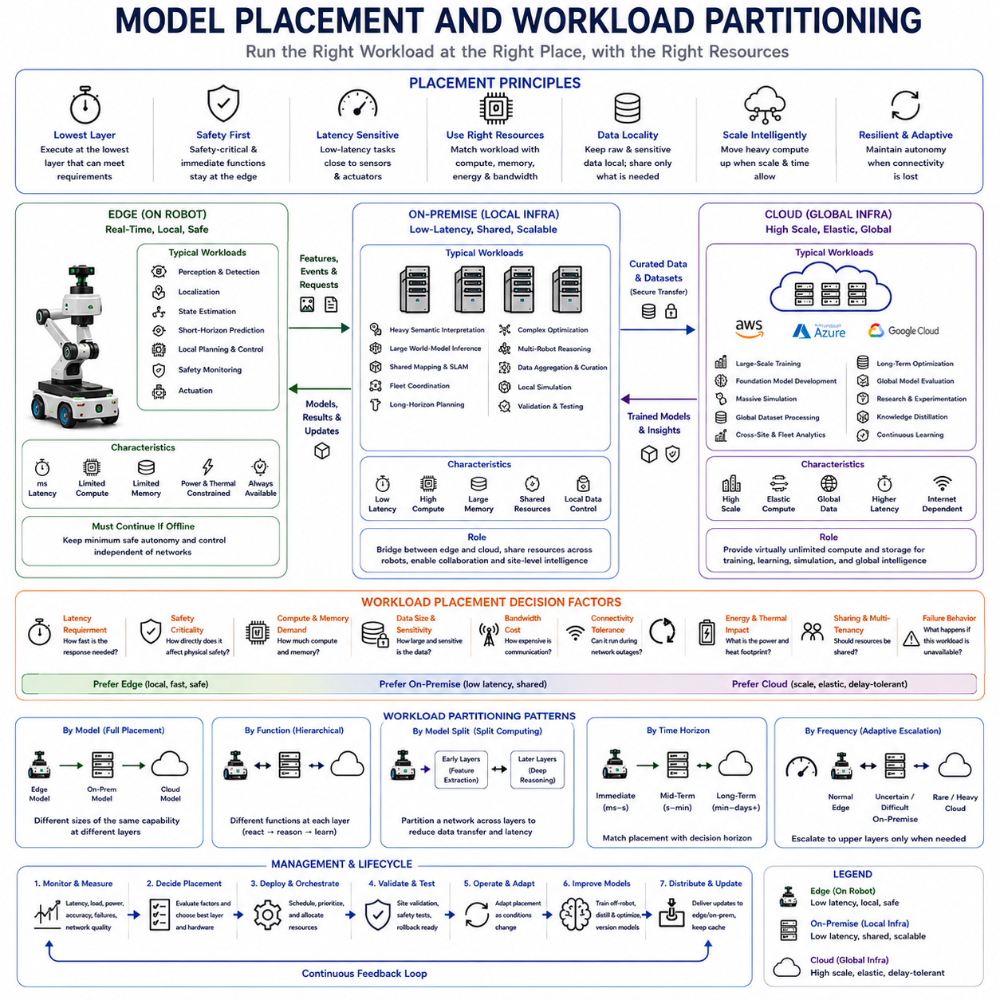 MODEL PLACEMENT AND WORKLOAD PARTITIONING
Run the Right Workload at the Right Place, with the Right Resources
PLACEMENT PRINCIPLES
Lowest Layer
Execute at the lowest
layer that can meet
requirements
Safety First
Safety-critical &
immediate functions
stay at the edge
Latency Sensitive
Low-latency tasks
close to sensors
& actuators
Use Right Resources
Match workload with
compute, memory,
energy & bandwidth
Data Locality
Keep raw & sensitive
data local; share only
what is needed
Scale Intelligently
Move heavy compute
up when scale & time
allow
Resilient & Adaptive
Maintain autonomy
when connectivity
is lost
EDGE (ON ROBOT)
Real-Time, Local, Safe
Typical Workloads
Perception & Detection
Localization
State Estimation
Short-Horizon Prediction
Local Planning & Control
Safety Monitoring
Actuation
Characteristics
ms
Latency
Limited
Compute
Limited
Memory
Power & Thermal
Constrained
Always
Available
Must Continue If Offline
Keep minimum safe autonomy and control
independent of networks
Features,
Events &
Requests
Models,
Results &
Updates
ON-PREMISE (LOCAL INFRA)
Low-Latency, Shared, Scalable
Typical Workloads
Heavy Semantic Interpretation
Large World-Model Inference
Shared Mapping & SLAM
Fleet Coordination
Long-Horizon Planning
Complex Optimization
Multi-Robot Reasoning
Data Aggregation & Curation
Local Simulation
Validation & Testing
Characteristics
Low
Latency
High
Compute
Large
Memory
Shared
Resources
Local Data
Control
Role
Bridge between edge and cloud, share resources across
robots, enable collaboration and site-level intelligence
Curated Data
& Datasets
(Secure Transfer)
Trained Models
& Insights
CLOUD (GLOBAL INFRA)
High Scale, Elastic, Global
Typical Workloads
aws
Azure
Google Cloud
Large-Scale Training
Foundation Model Development
Massive Simulation
Global Dataset Processing
Cross-Site & Fleet Analytics
Long-Term Optimization
Global Model Evaluation
Research & Experimentation
Knowledge Distillation
Continuous Learning
Characteristics
High
Scale
Elastic
Compute
Global
Data
Higher
Latency
Internet
Dependent
Role
Provide virtually unlimited compute and storage for
training, learning, simulation, and global intelligence
WORKLOAD PLACEMENT DECISION FACTORS
Latency
Requierment
How fast is the
response needed?
Safety
Criticality
How directly does it
affect physical safety?
Compute & Memory
Demand
How much compute
and memory?
Data Size &
Sensitivity
How large and sensitive
is the data?
Bandwidth
Cost
How expensive is
communication?
Connectivity
Tolerance
Can it run during
network outages?
Energy & Thermal
Impact
What is the power and
heat footprint?
Sharing & Multi-
Tenancy
Should resources be
shared?
Failure Behavior
What happens if
this workload is
unavailable?
Prefer Edge (local, fast, safe)
Prefer On-Premise (low latency, shared)
Prefer Cloud (scale, elastic, delay-tolerant)
WORKLOAD PARTITIONING PATTERNS
By Model (Full Placement)
Edge
Model
On-Prem
Model
Cloud
Model
Different sizes of the same capability
at different layers
By Function (Hierarchical)
Different functions at each layer
(react → reason → learn)
By Model Split (Split Computing)
Early Layers
(Feature
Extraction)
Later Layers
(Deep
Reasoning)
Partition a network across layers to
reduce data transfer and latency
By Time Horizon
Immediate
(ms–s)
Mid-Term
(s–min)
Long-Term
(min–days+)
Match placement with decision horizon
By Frequency (Adaptive Escalation)
Normal
Edge
Uncertain /
Difficult
On-Premise
Rare / Heavy
Cloud
Escalate to upper layers only when needed
MANAGEMENT & LIFECYCLE
1. Monitor & Measure
Latency, load, power,
accuracy, failures,
network quality
2. Decide Placement
Evaluate factors and
choose best layer
and hardware
3. Deploy & Orchestrate
Schedule, prioritize,
and allocate
resources
4. Validate & Test
Site validation,
safety tests,
rollback ready
5. Operate & Adapt
Adapt placement
as conditions
change
6. Improve Models
Train off-robot,
distill & optimize,
version models
7. Distribute & Update
Deliver updates to
edge/on-prem,
keep cache
Continuous Feedback Loop
LEGEND
Edge (On Robot)
Low latency, local, safe
On-Premise (Local Infra)
Low latency, shared, scalable
Cloud (Global Infra)
High scale, elastic, delay-tolerant